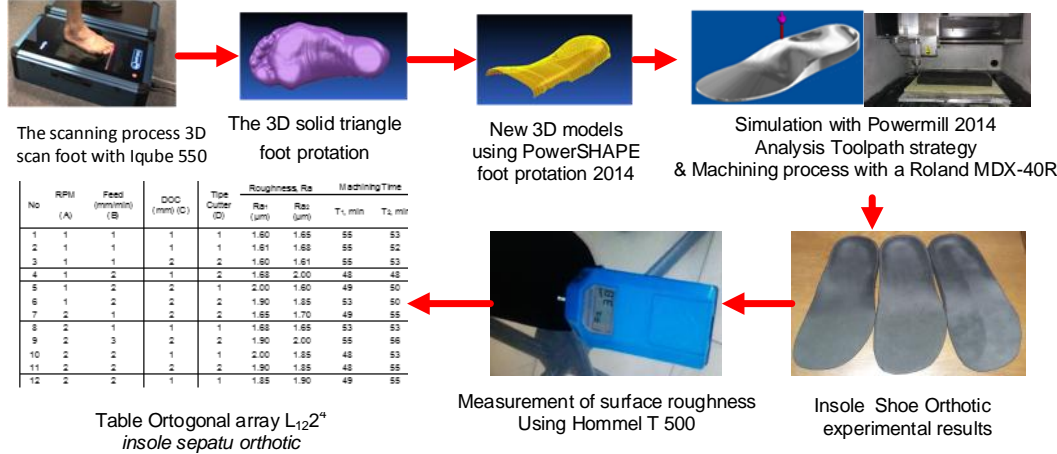 The scanning process 3D
scan foot with Iqube 550
The 3D solid triangle
foot protation
New 3D models
using PowerSHAPE
foot protation 2014
Simulation with Powermill 2014
Analysis Toolpath strategy
& Machining process with a Roland MDX-40R
No RPM (A) Feed (mm/min) (B) DOC (mm) (C) Tipe Cutter (D) Roughness, Ra Machining Time
Ra1 (µm) Ra2 (µm) T1, min T2, min
1 1 1 1 1 1.60 1.65 55 53
2 1 1 1 1 1.61 1.68 55 52
3 1 1 2 2 1.60 1.61 55 53
4 1 2 1 2 1.68 2.00 48 48
5 1 2 2 1 2.00 1.60 49 50
6 1 2 2 2 1.90 1.85 53 50
7 2 1 2 2 1.65 1.70 49 55
8 2 1 1 1 1.68 1.65 53 53
9 2 3 2 2 1.90 2.00 55 56
10 2 2 1 1 2.00 1.85 48 53
11 2 2 2 2 1.90 1.85 48 55
12 2 2 1 1 1.85 1.90 49 55
Table Ortogonal array L₁₂2⁴
insole sepatu orthotic
Measurement of surface roughness
Using Hommel T 500
Insole Shoe Orthotic
experimental results